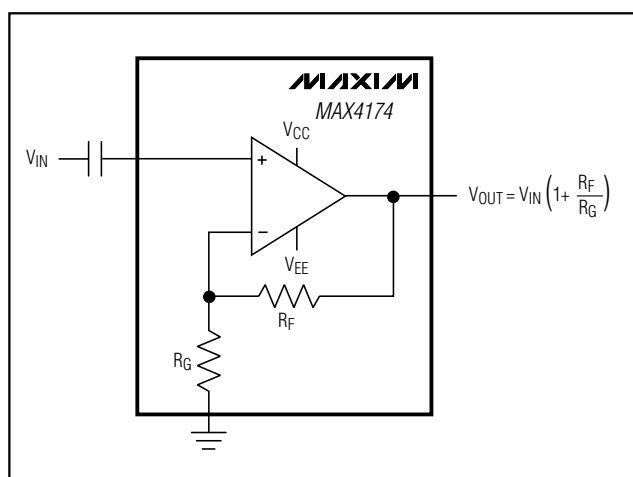 MAXIM
MAX4174
VCC
VIN
+
VOUT = VIN (1+ RF/RG)
−
VEE
RF
RG